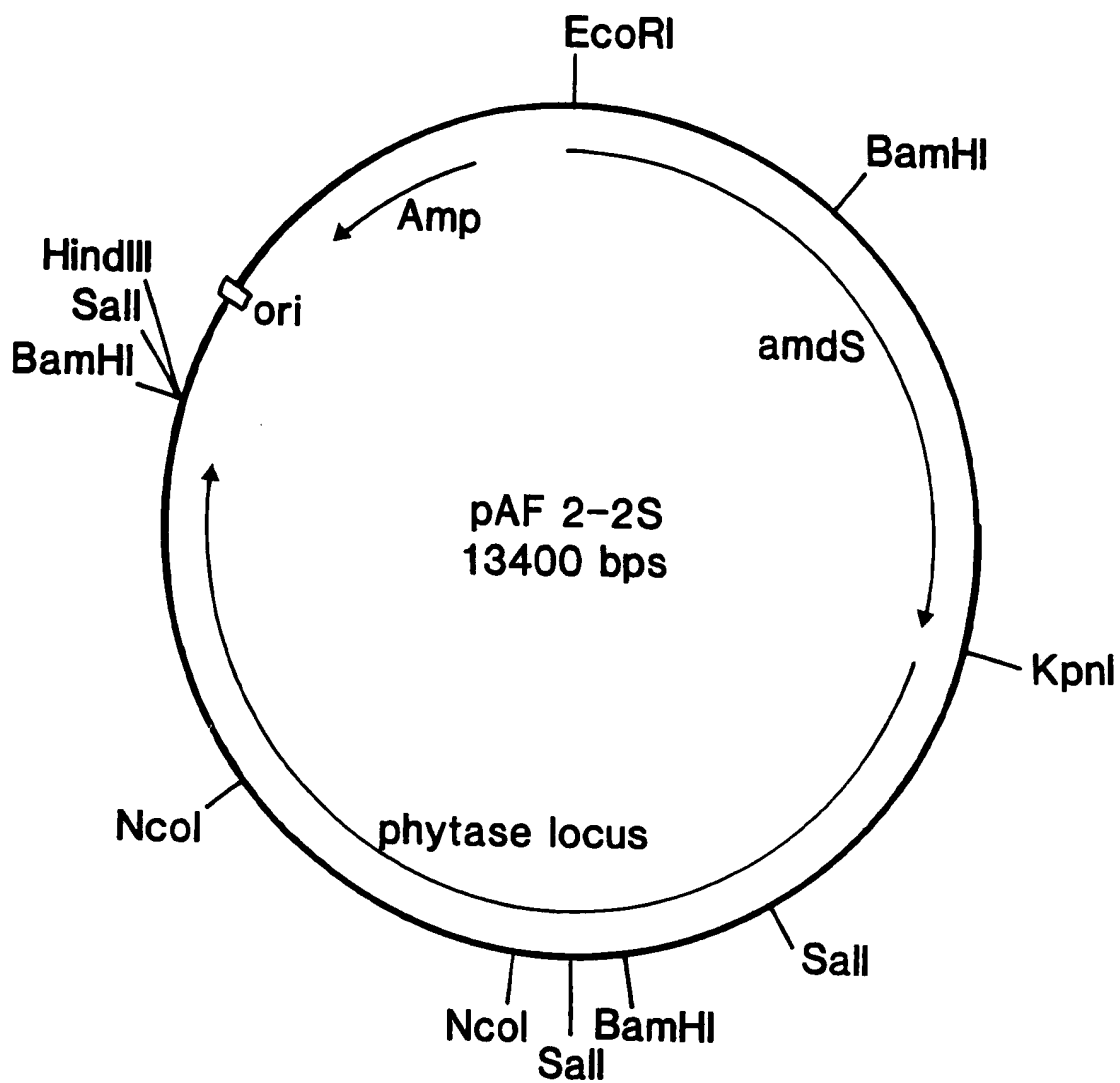 EcoRI
BamHI
Amp
HindIII
SalI
ori
BamHI
amdS
pAF 2-2S
13400 bps
KpnI
NcoI
phytase locus
SalI
NcoI
BamHI
SalI